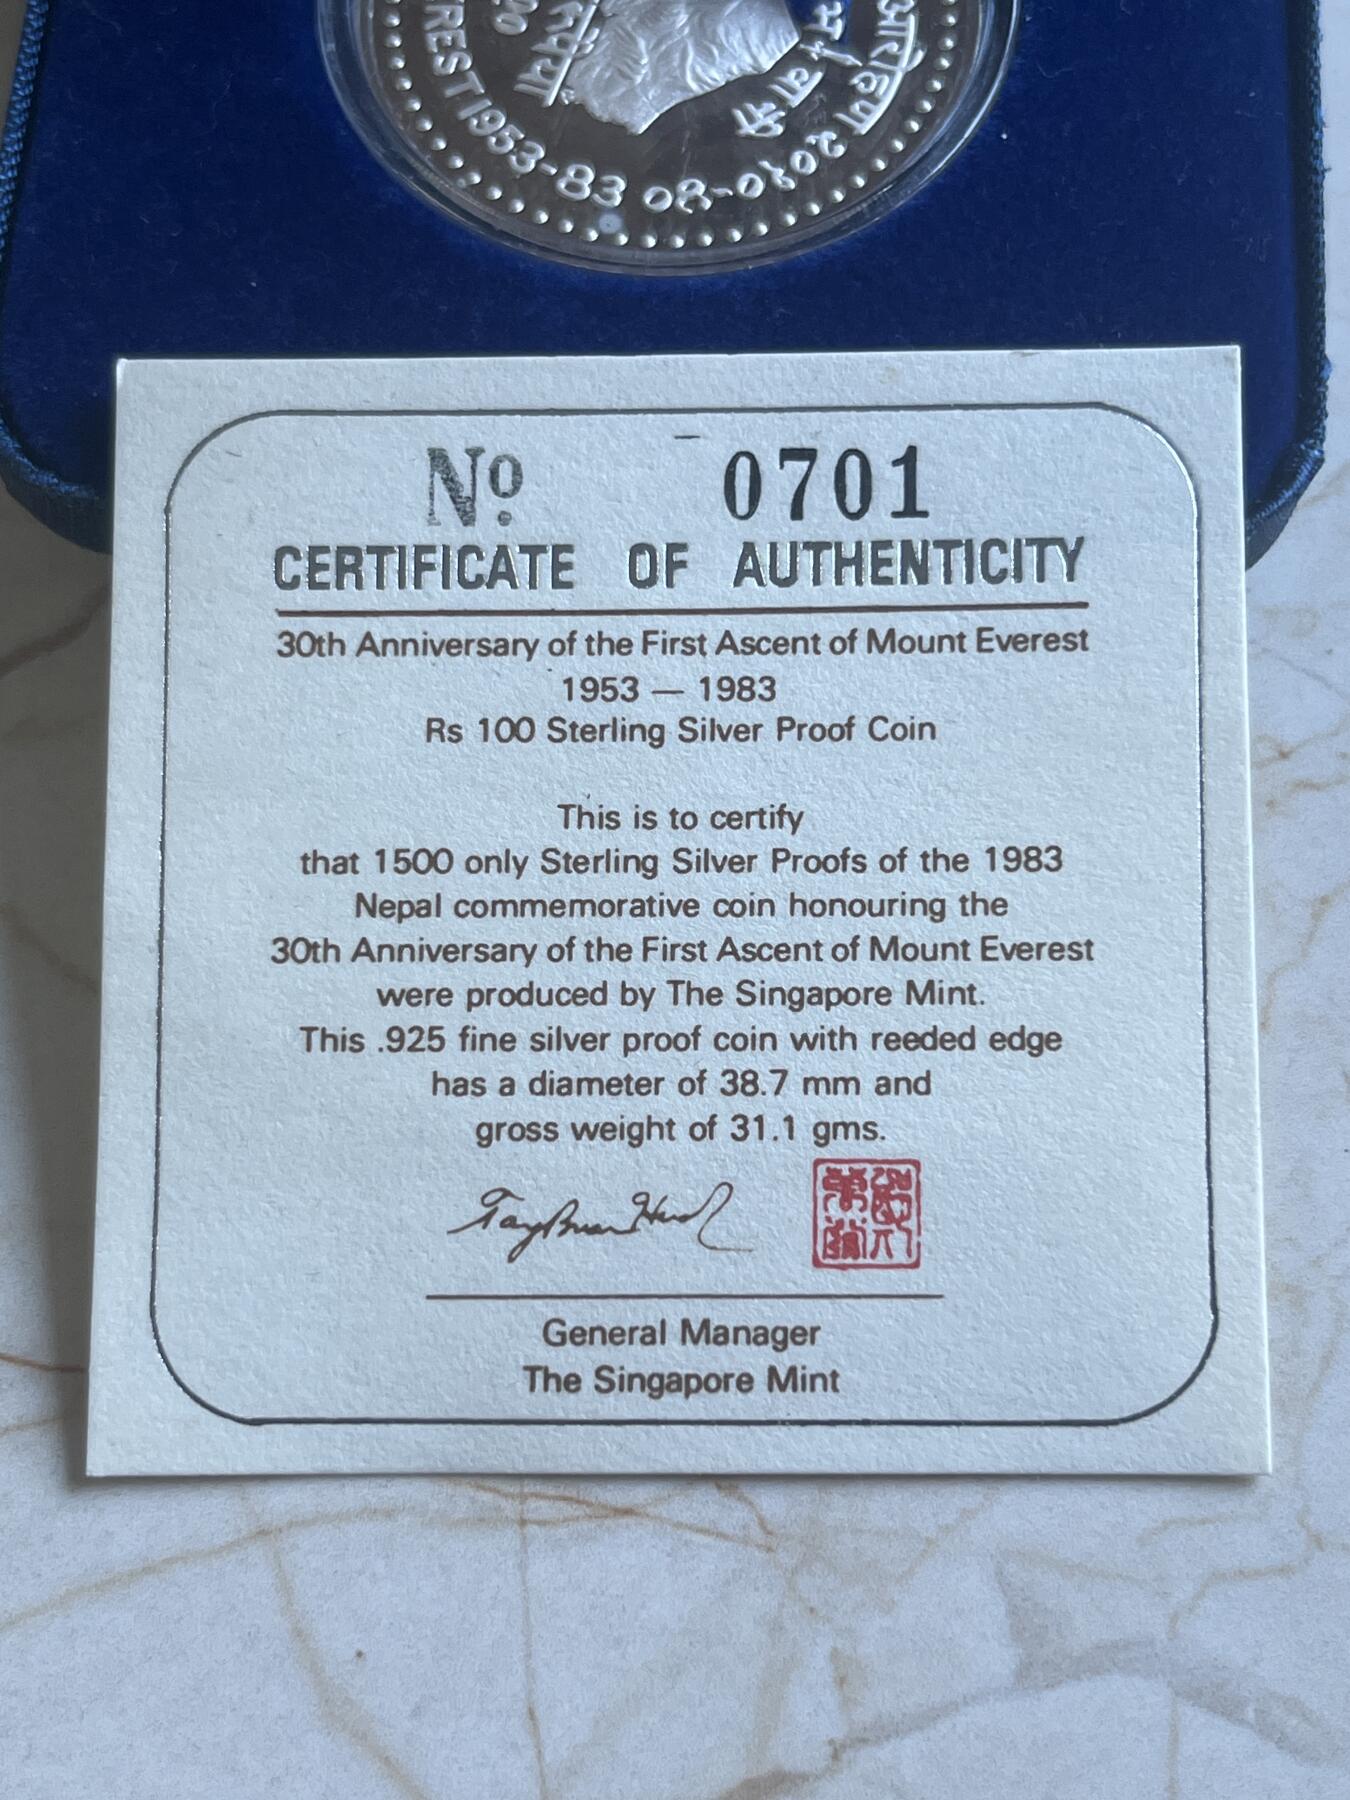 EREST 1953-83
२०१०-४०
No 0701
CERTIFICATE OF AUTHENTICITY
30th Anniversary of the First Ascent of Mount Everest
1953 — 1983
Rs 100 Sterling Silver Proof Coin
This is to certify
that 1500 only Sterling Silver Proofs of the 1983
Nepal commemorative coin honouring the
30th Anniversary of the First Ascent of Mount Everest
were produced by The Singapore Mint.
This .925 fine silver proof coin with reeded edge
has a diameter of 38.7 mm and
gross weight of 31.1 gms.
General Manager
The Singapore Mint